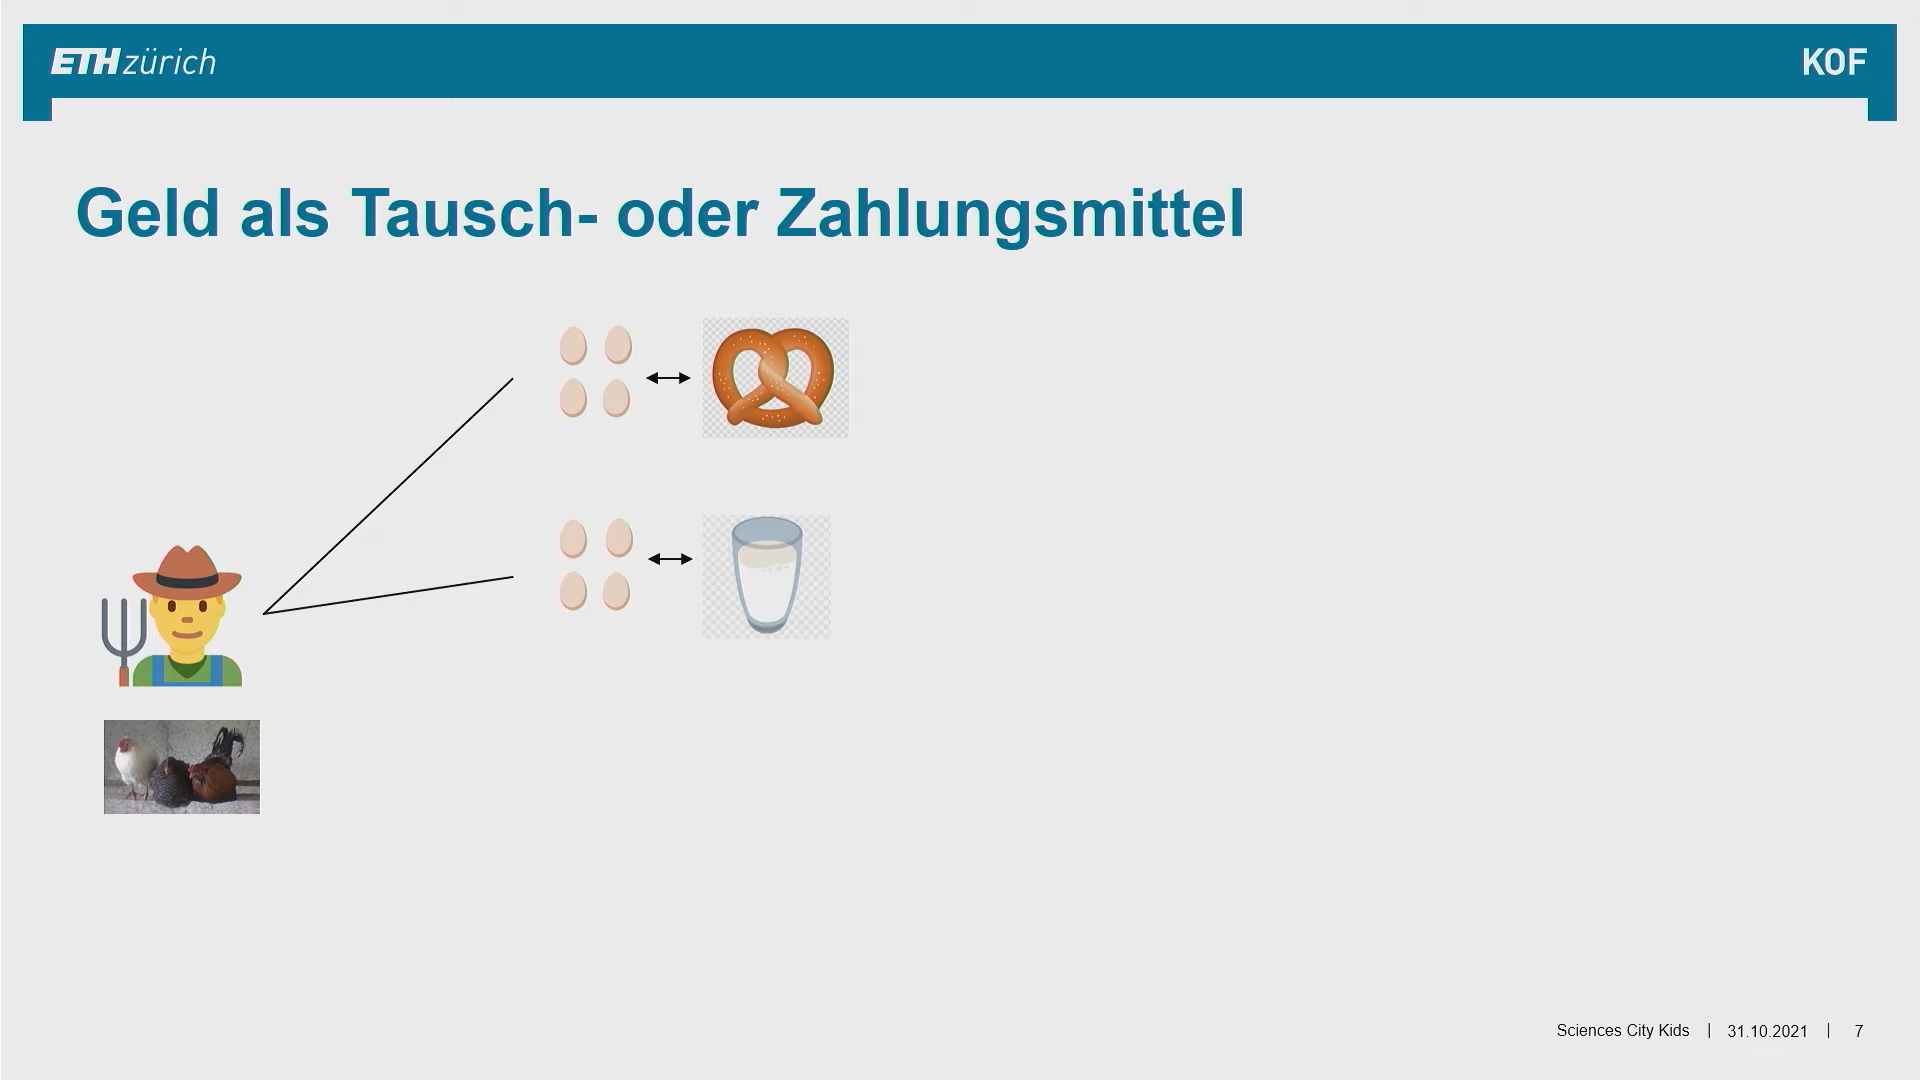 ETH zürich
KOF
Geld als Tausch- oder Zahlungsmittel
Sciences City Kids | 31.10.2021 | 7